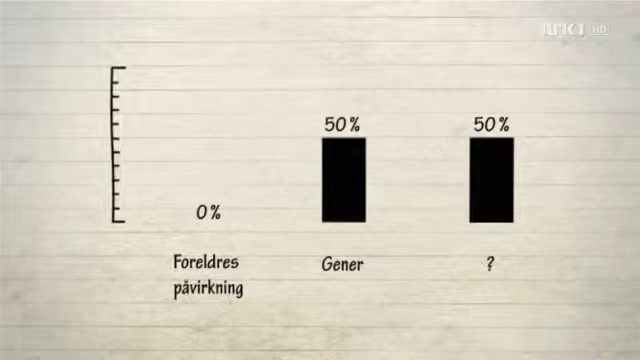 NRK1 HD
50%
50%
0%
Foreldres
påvirkning
Gener
?